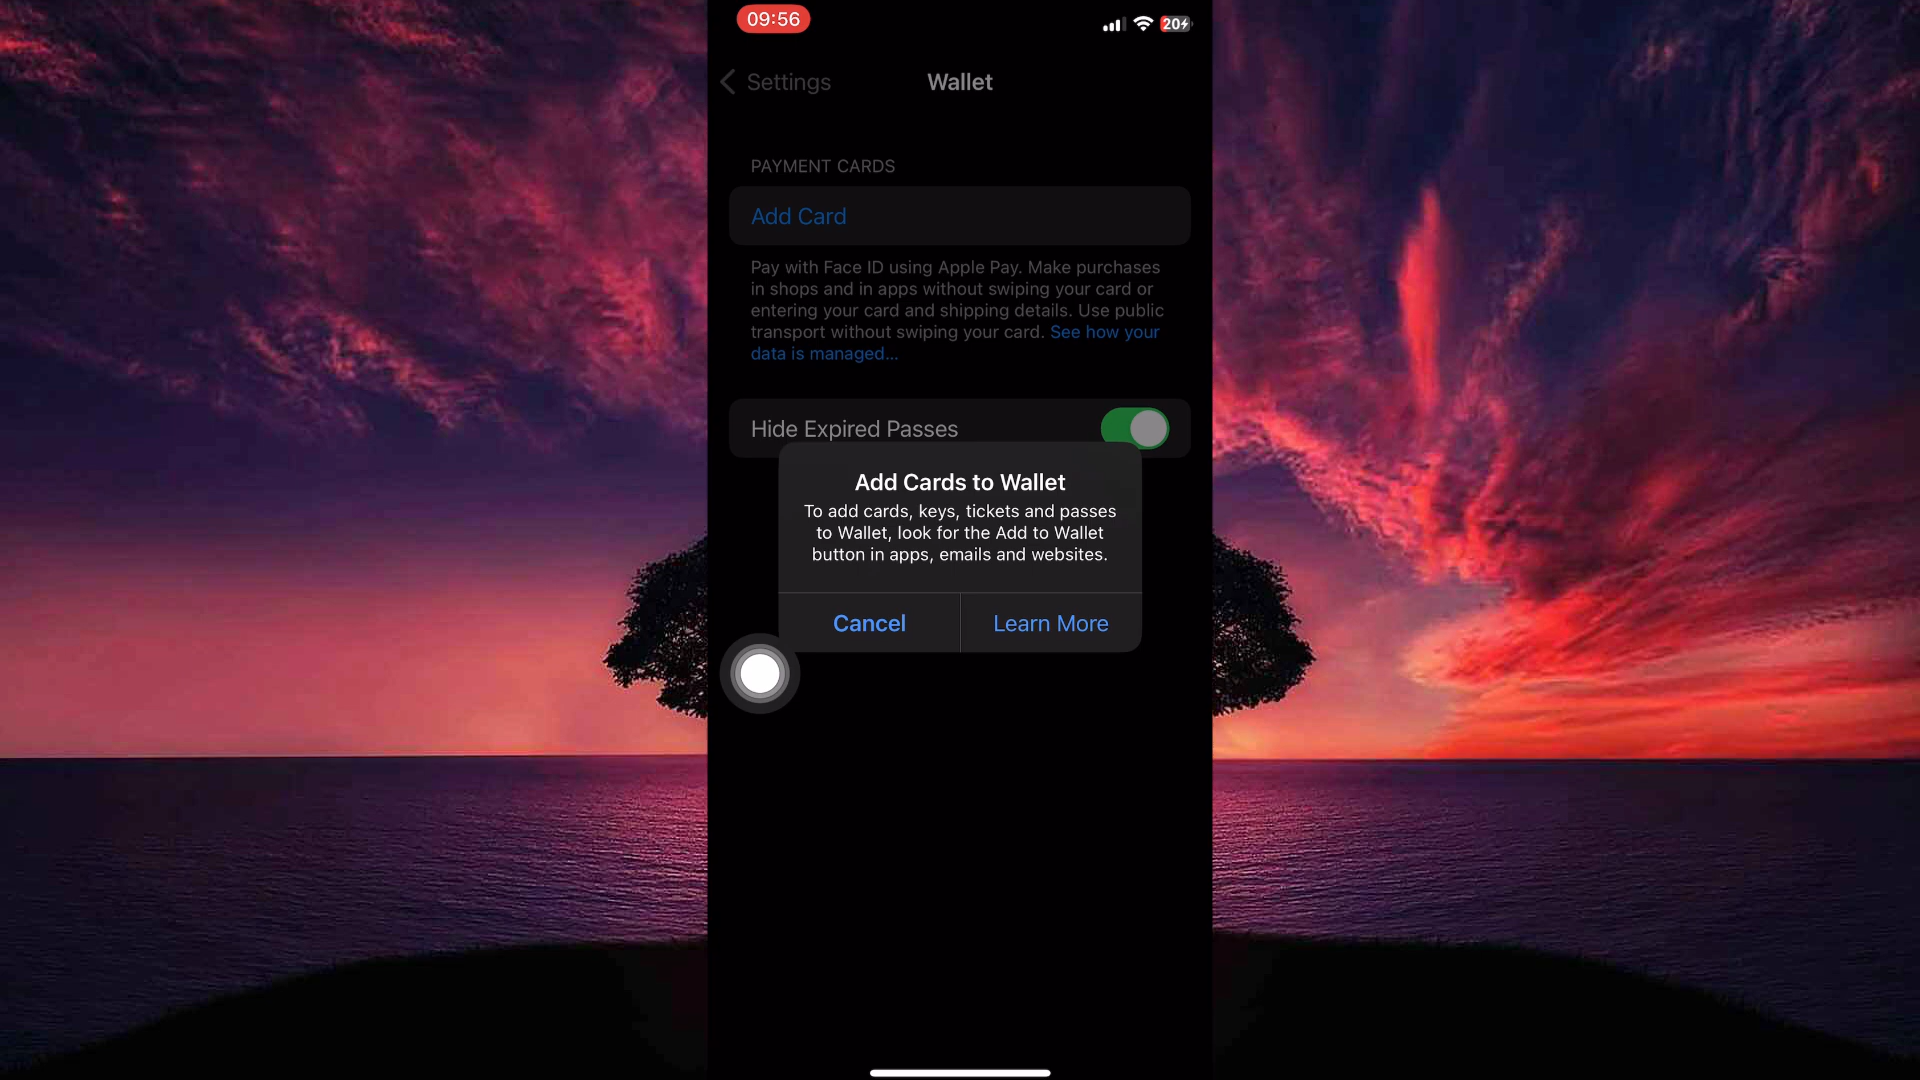 09:56
20
Settings
Wallet
PAYMENT CARDS
Add Card
Pay with Face ID using Apple Pay. Make purchases
in shops and in apps without swiping your card or
entering your card and shipping details. Use public
transport without swiping your card. See how your
data is managed...
Hide Expired Passes
Add Cards to Wallet
To add cards, keys, tickets and passes
to Wallet, look for the Add to Wallet
button in apps, emails and websites.
Cancel
Learn More